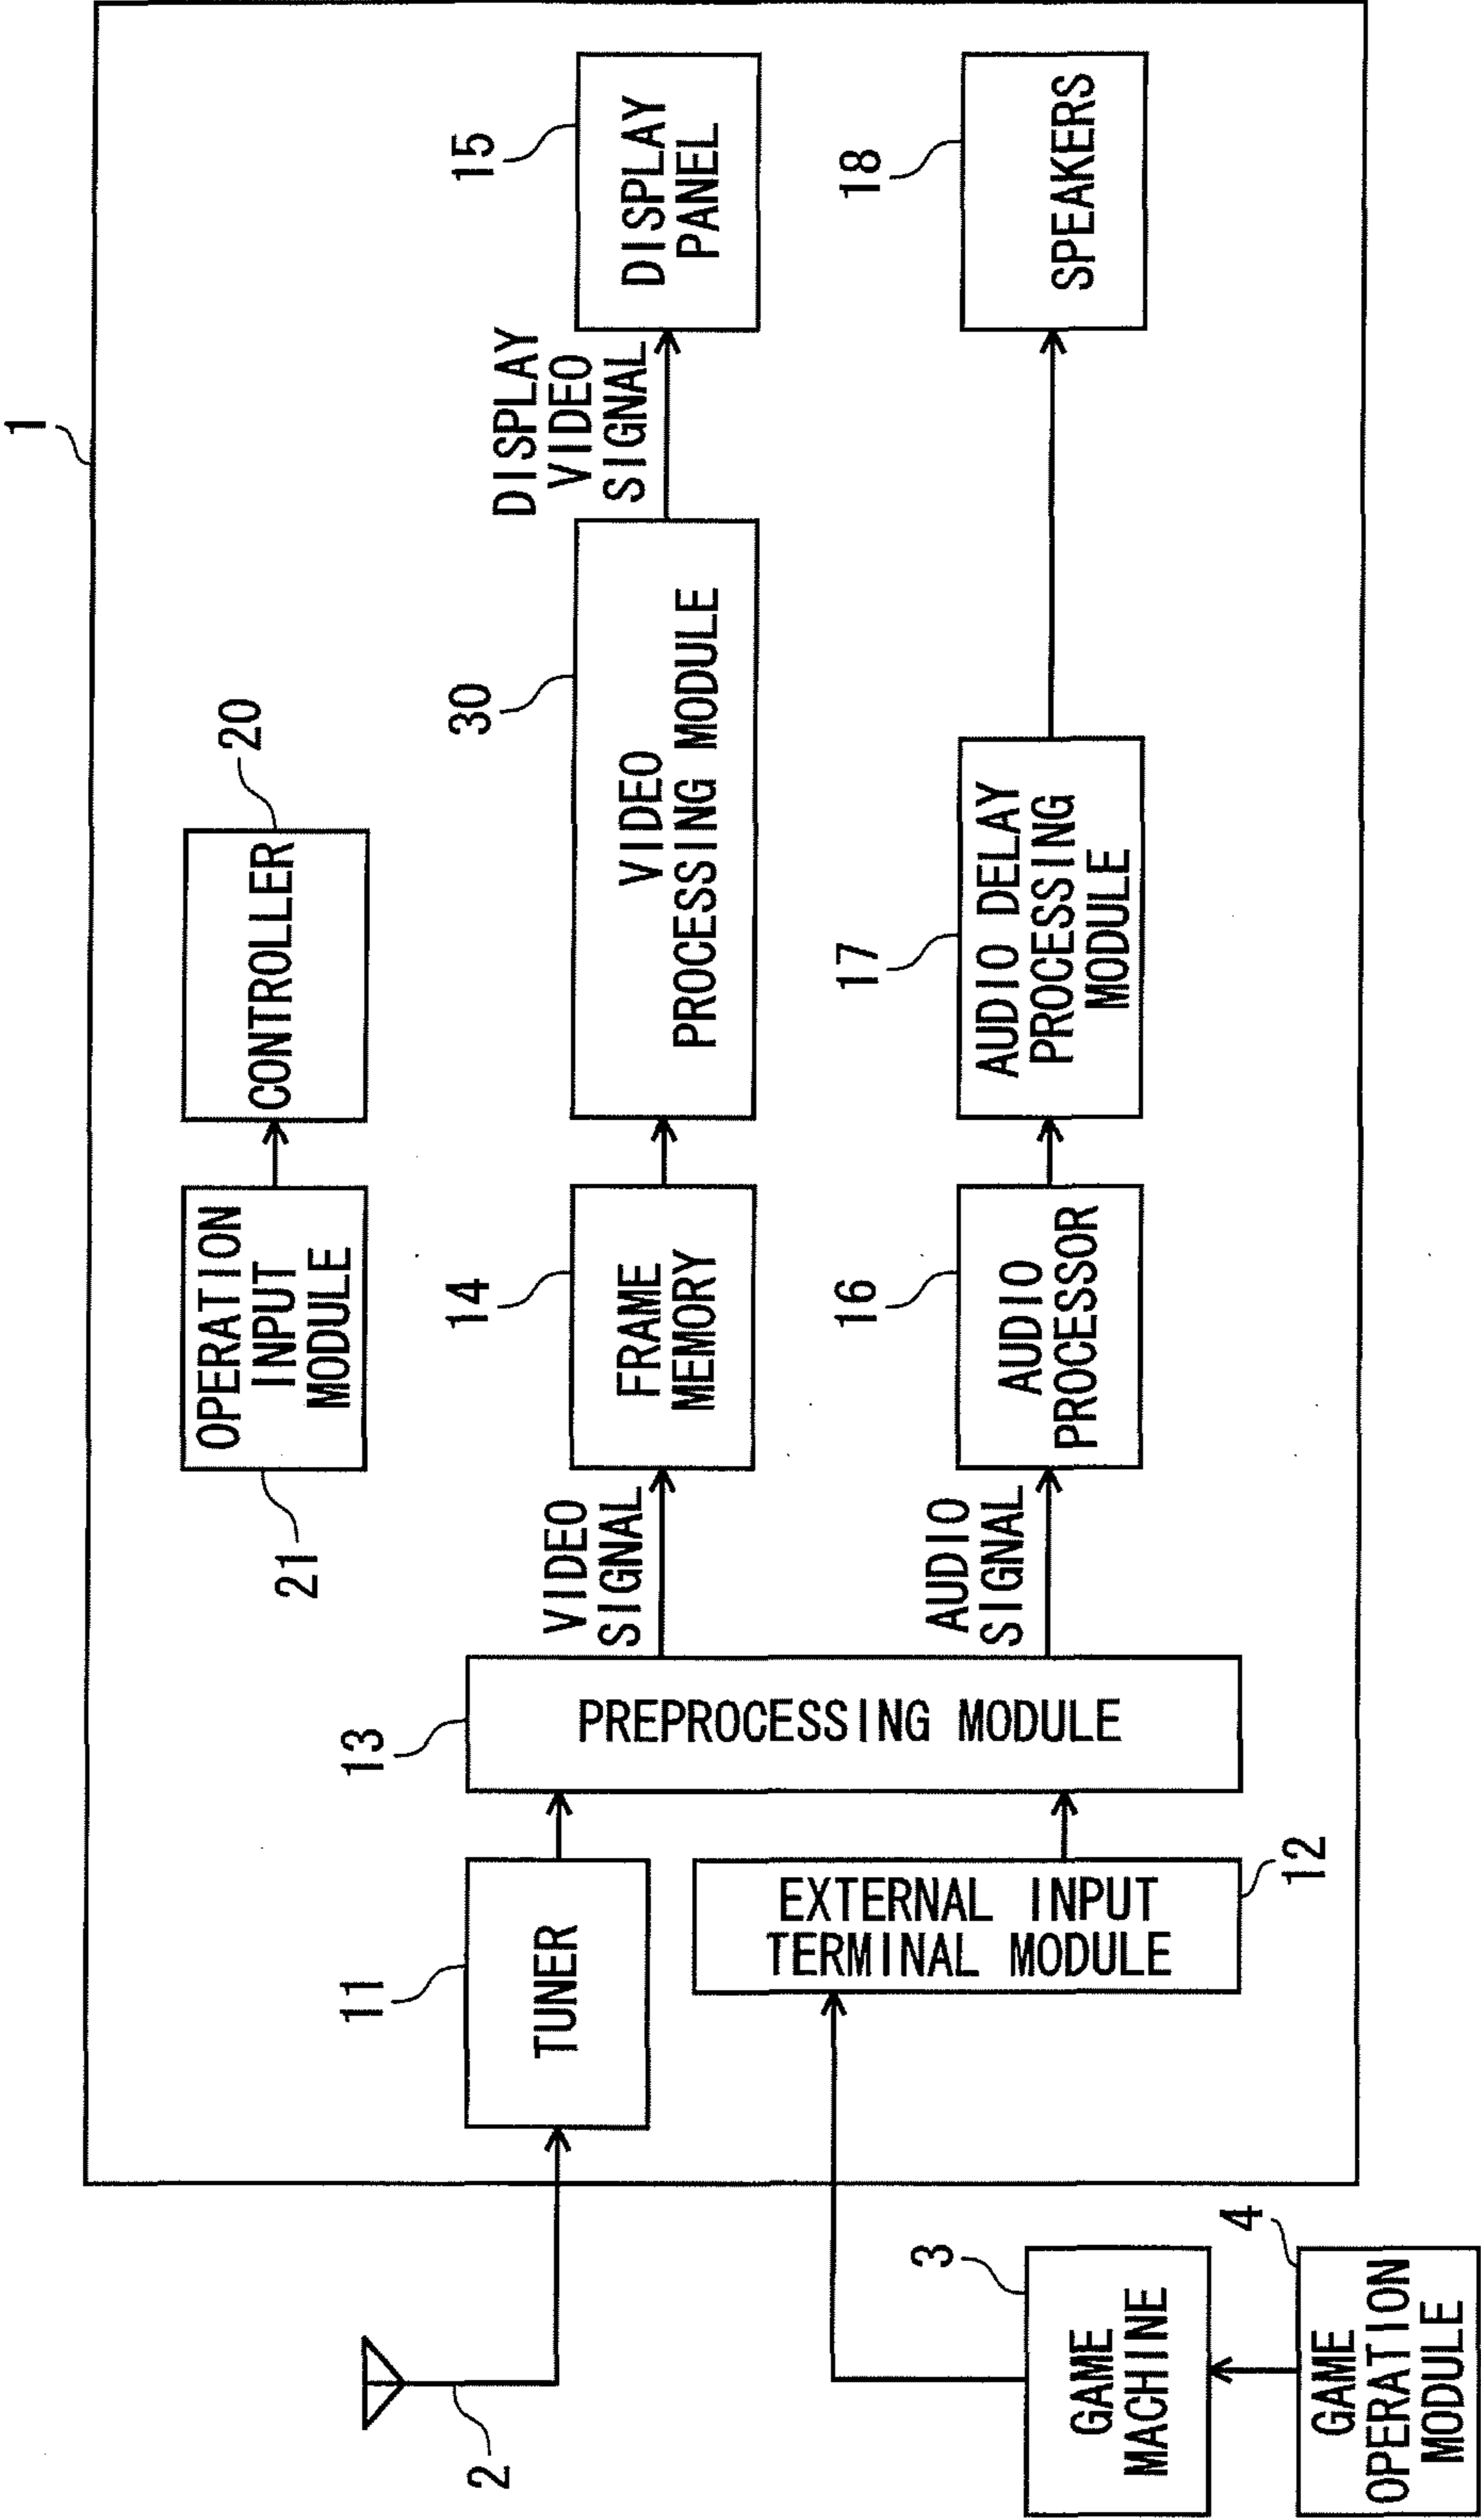 1
20
CONTROLLER
OPERATION
INPUT
MODULE
21
15
DISPLAY
PANEL
DISPLAY
VIDEO
SIGNAL
30
VIDEO
PROCESSING MODULE
14
FRAME
MEMORY
VIDEO
SIGNAL
18
SPEAKERS
17
AUDIO DELAY
PROCESSING
MODULE
16
AUDIO
PROCESSOR
AUDIO
SIGNAL
13
PREPROCESSING MODULE
11
TUNER
EXTERNAL INPUT
TERMINAL MODULE
12
2
3
GAME
MACHINE
4
GAME
OPERATION
MODULE